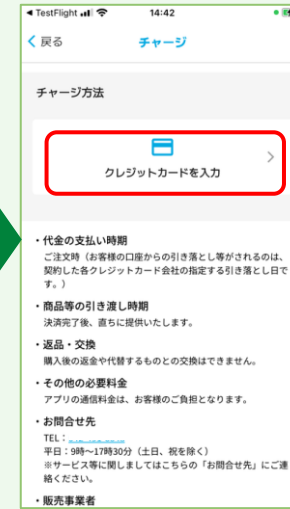 TestFlight 14:42
戻る チャージ
チャージ方法
クレジットカードを入力
・代金の支払い時期
ご注文時（お客様の口座からの引き落とし等がされるのは、
契約した各クレジットカード会社の指定する引き落とし日で
す。）
・商品等の引き渡し時期
決済完了後、直ちに提供いたします。
・返品・交換
購入後の返金や代替するものとの交換はできません。
・その他の必要料金
アプリの通信料金は、お客様のご負担となります。
・お問合せ先
TEL：
平日：9時～17時30分（土日、祝を除く）
※サービス等に関しましてはこちらの「お問合せ先」にご連
絡ください。
・販売事業者